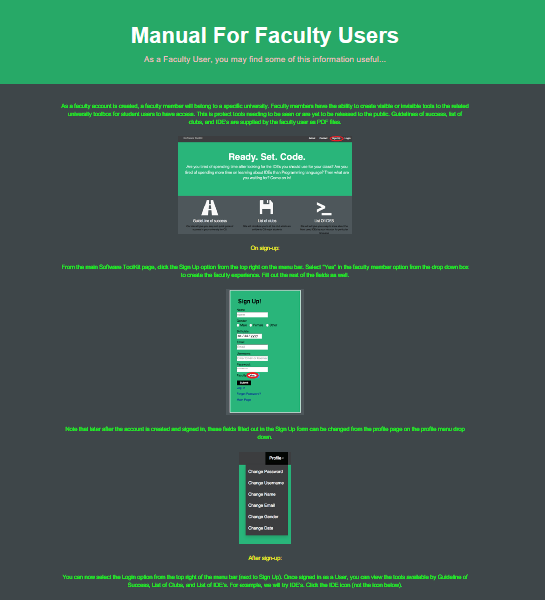 Manual For Faculty Users
As a Faculty User, you may find some of this information useful...
As a faculty account is created, a faculty member will belong to a specific university. Faculty members have the ability to create visible or invisible tools to the related
university toolbox for student users to have access. This is protect tools needing to be seen or are yet to be released to the public. Guidelines of success, list of
clubs, and IDE's are supplied by the faculty user as PDF files.
Ready. Set. Code.
Guideline of success
List of clubs
List Of IDES
On sign-up:
From the main Software Toolkit page, click the Sign Up option from the top right on the menu bar. Select "Yes" in the faculty member option from the drop down box
to create the faculty experience. Fill out the rest of the fields as well.
Sign Up!
Submit
Note that later after the account is created and signed in, these fields filled out in the Sign Up form can be changed from the profile page on the profile menu drop
down.
Profile
Change Password
Change Username
Change Name
Change Email
Change Gender
Change Date
After sign-up:
You can now select the Login option from the top right of the menu bar (next to Sign Up). Once signed in as a User, you can view the tools available by Guideline of
Success, List of Clubs, and List of IDE's. For example, we will try IDE's. Click the IDE icon (not the icon below).